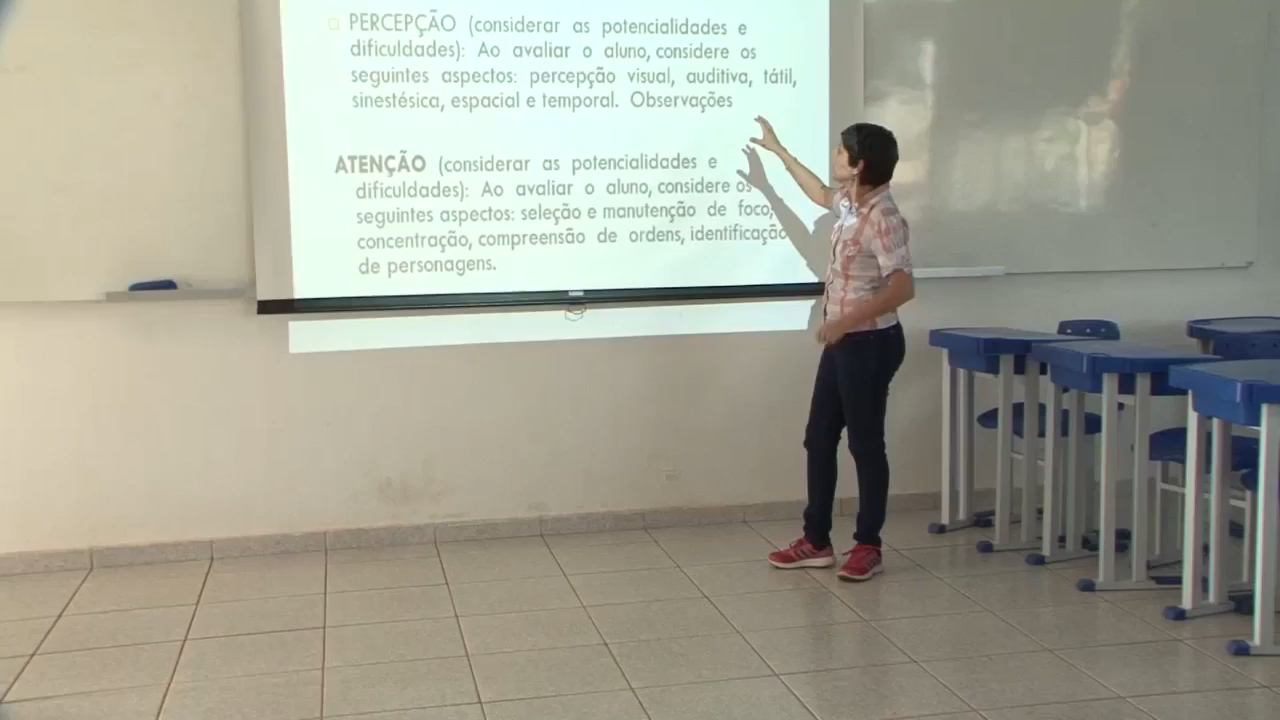 PERCEPÇÃO (considerar as potencialidades e
dificuldades): Ao avaliar o aluno, considere os
seguintes aspectos: percepção visual, auditiva, tátil,
sinestésica, espacial e temporal. Observações
ATENÇÃO (considerar as potencialidades e
dificuldades): Ao avaliar o aluno, considere os
seguintes aspectos: seleção e manutenção de foco,
concentração, compreensão de ordens, identificação
de personagens.